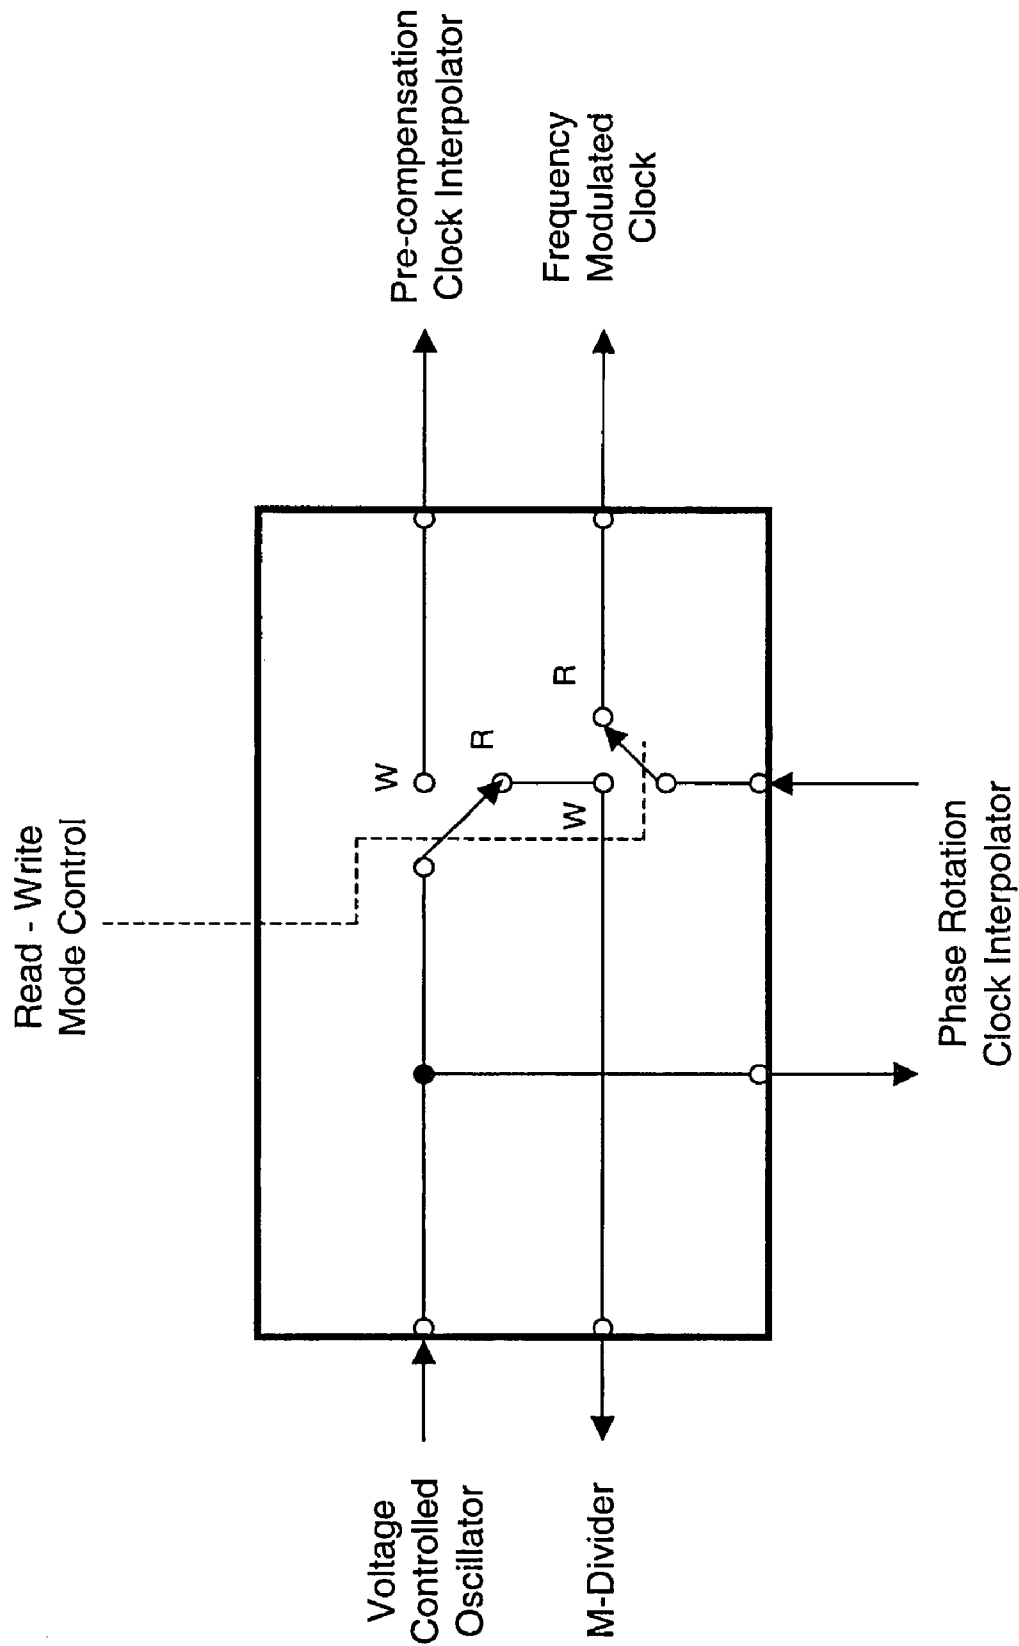 Read - Write
Mode Control
Pre-compensation
Clock Interpolator
Frequency
Modulated
Clock
W
R
R
W
Voltage
Controlled
Oscillator
M-Divider
Phase Rotation
Clock Interpolator